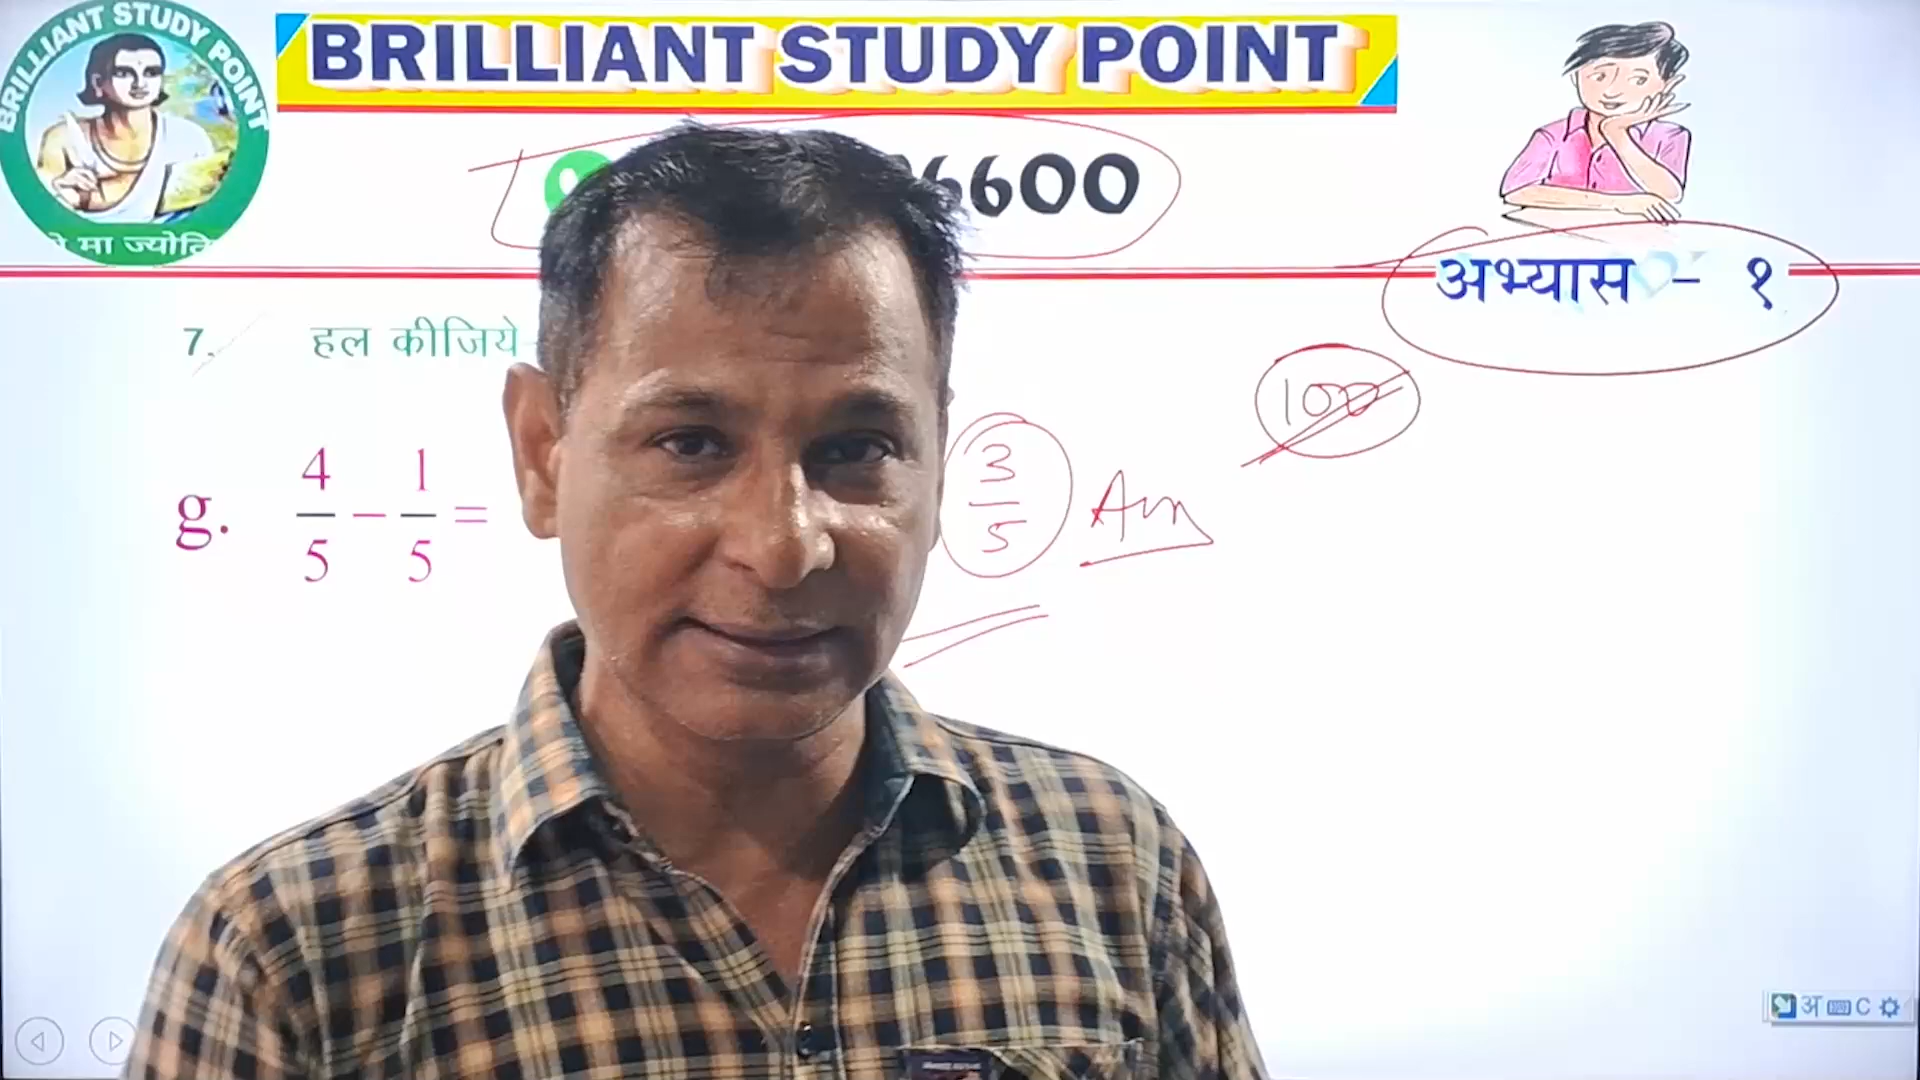 BRILLIANT STUDY POINT
BRILLIANT STUDY POINT
मा ज्योति
6600
अभ्यास - १
7. हल कीजिये
100
g. 4/5 - 1/5 = 3/5 Ans
अ C